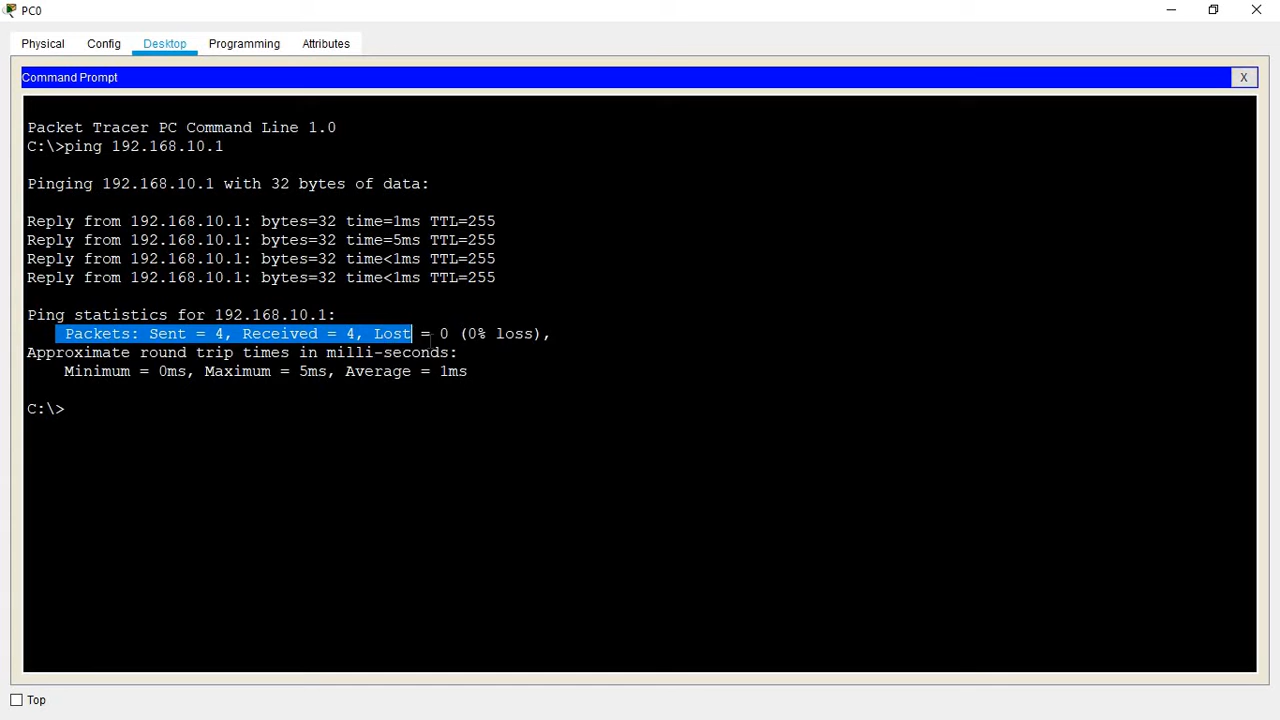 PC0
Physical Config Desktop Programming Attributes
Command Prompt
X
Packet Tracer PC Command Line 1.0
C:\>ping 192.168.10.1
Pinging 192.168.10.1 with 32 bytes of data:
Reply from 192.168.10.1: bytes=32 time=1ms TTL=255
Reply from 192.168.10.1: bytes=32 time=5ms TTL=255
Reply from 192.168.10.1: bytes=32 time<1ms TTL=255
Reply from 192.168.10.1: bytes=32 time<1ms TTL=255
Ping statistics for 192.168.10.1:
Packets: Sent = 4, Received = 4, Lost = 0 (0% loss),
Approximate round trip times in milli-seconds:
Minimum = 0ms, Maximum = 5ms, Average = 1ms
C:\>
Top